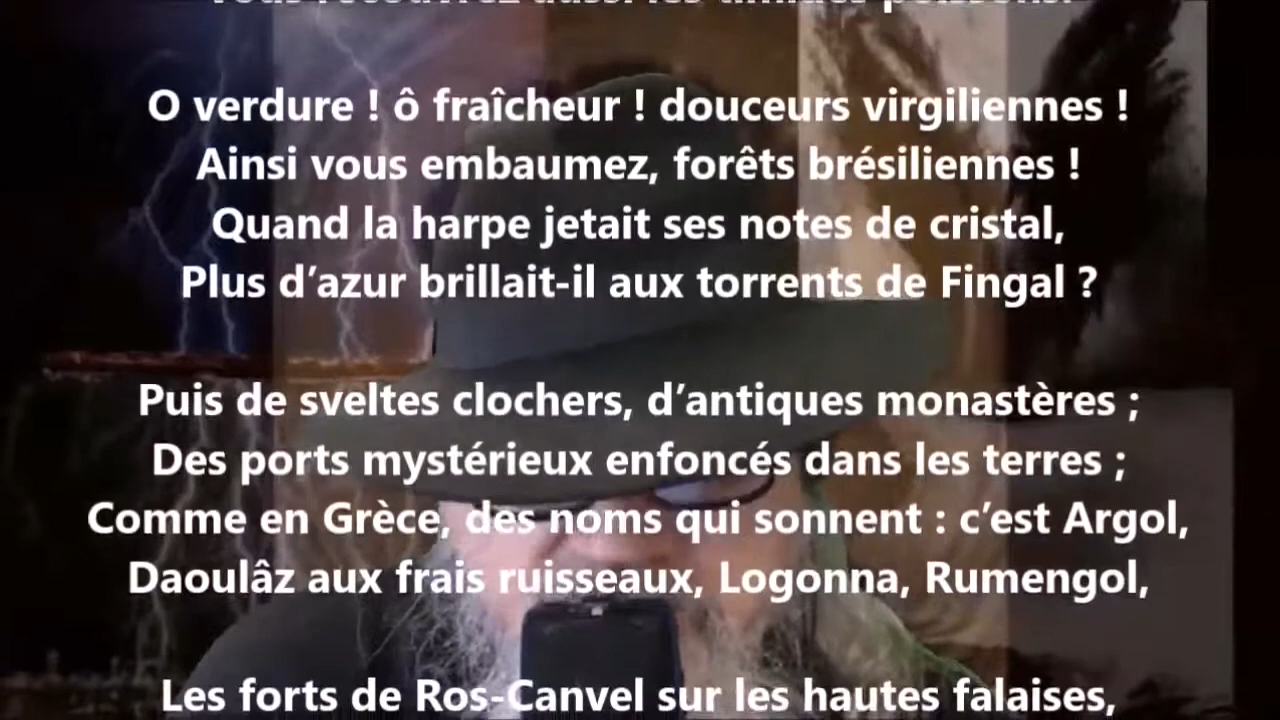 O verdure ! ô fraîcheur ! douceurs virgiliennes !
Ainsi vous embaumez, forêts brésiliennes !
Quand la harpe jetait ses notes de cristal,
Plus d’azur brillait-il aux torrents de Fingal ?
Puis de sveltes clochers, d’antiques monastères ;
Des ports mystérieux enfoncés dans les terres ;
Comme en Grèce, des noms qui sonnent : c’est Argol,
Daoulâz aux frais ruisseaux, Logonna, Rumengol,
Les forts de Ros-Canvel sur les hautes falaises,